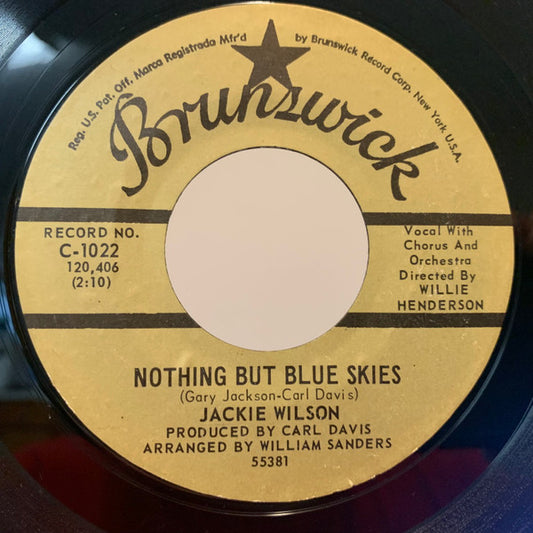 Reg. U.S. Pat. Off. Marca Registrada Mfr'd
by Brunswick Record Corp. New York U.S.A.
Brunswick
RECORD NO.
C-1022
120,406
(2:10)
Vocal With
Chorus And
Orchestra
Directed By
WILLIE
HENDERSON
NOTHING BUT BLUE SKIES
(Gary Jackson-Carl Davis)
JACKIE WILSON
PRODUCED BY CARL DAVIS
ARRANGED BY WILLIAM SANDERS
55381